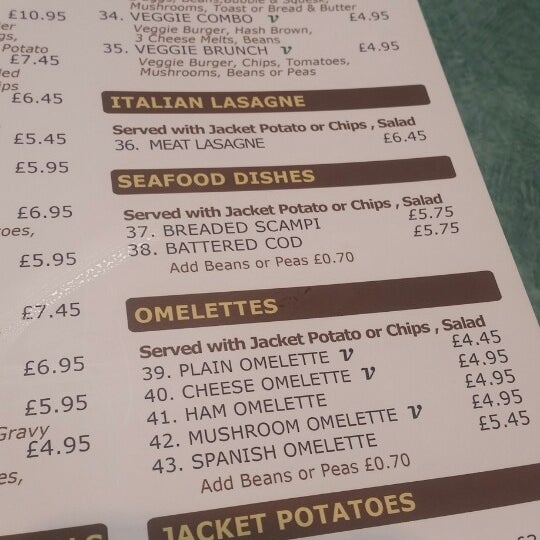 £10.95
Potato
£7.45
£6.45
£5.45
£5.95
£6.95
£5.95
£7.45
£6.95
£5.95
Gravy
£4.95
Mushrooms, Toast or Bread & Butter
34. VEGGIE COMBO V £4.95
Veggie Burger, Hash Brown,
3 Cheese Melts, Beans
35. VEGGIE BRUNCH V £4.95
Veggie Burger, Chips, Tomatoes,
Mushrooms, Beans or Peas
ITALIAN LASAGNE
Served with Jacket Potato or Chips , Salad
36. MEAT LASAGNE £6.45
SEAFOOD DISHES
Served with Jacket Potato or Chips , Salad
37. BREADED SCAMPI £5.75
38. BATTERED COD £5.75
Add Beans or Peas £0.70
OMELETTES
Served with Jacket Potato or Chips , Salad
39. PLAIN OMELETTE V £4.45
40. CHEESE OMELETTE V £4.95
41. HAM OMELETTE £4.95
42. MUSHROOM OMELETTE V £4.95
43. SPANISH OMELETTE £5.45
Add Beans or Peas £0.70
JACKET POTATOES